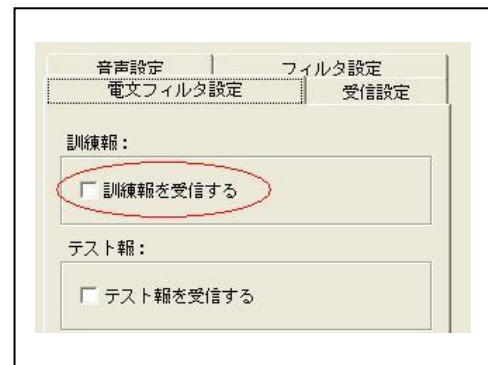 音声設定 フィルタ設定
電文フィルタ設定 受信設定
訓練報：
訓練報を受信する
テスト報：
テスト報を受信する